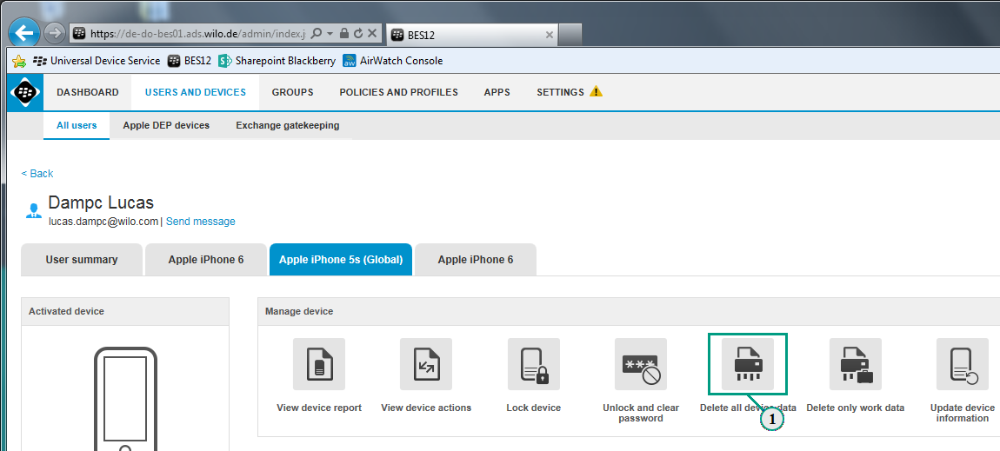 https://de-do-bes01.ads.wilo.de/admin/index.j
BES12
Universal Device Service
BES12
Sharepoint Blackberry
aw
AirWatch Console
DASHBOARD
USERS AND DEVICES
GROUPS
POLICIES AND PROFILES
APPS
SETTINGS
All users
Apple DEP devices
Exchange gatekeeping
< Back
Dampc Lucas
lucas.dampc@wilo.com | Send message
User summary
Apple iPhone 6
Apple iPhone 5s (Global)
Apple iPhone 6
Activated device
Manage device
View device report
View device actions
Lock device
Unlock and clear
password
Delete all device data
1
Delete only work data
Update device
information